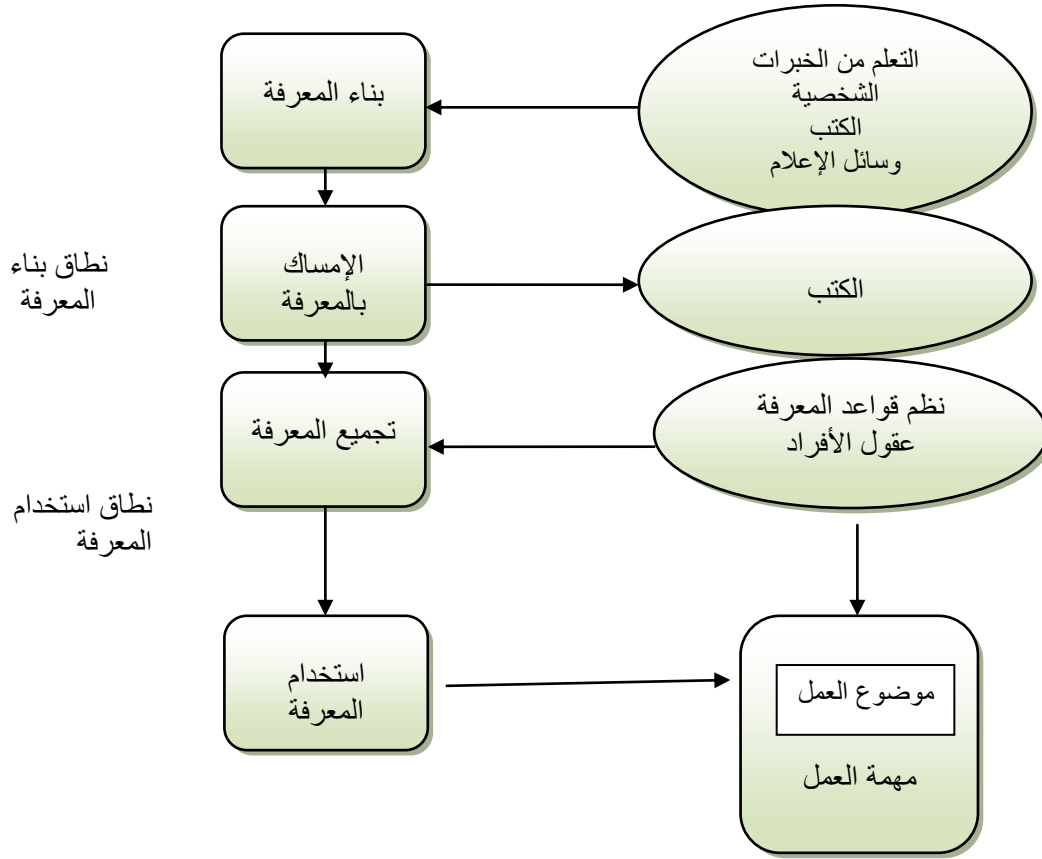 التعلم من الخبرات
الشخصية
الكتب
وسائل الإعلام
بناء المعرفة
الكتب
الإمساك
بالمعرفة
نطاق بناء
المعرفة
نظم قواعد المعرفة
عقول الأفراد
تجميع المعرفة
نطاق استخدام
المعرفة
موضوع العمل
مهمة العمل
استخدام
المعرفة